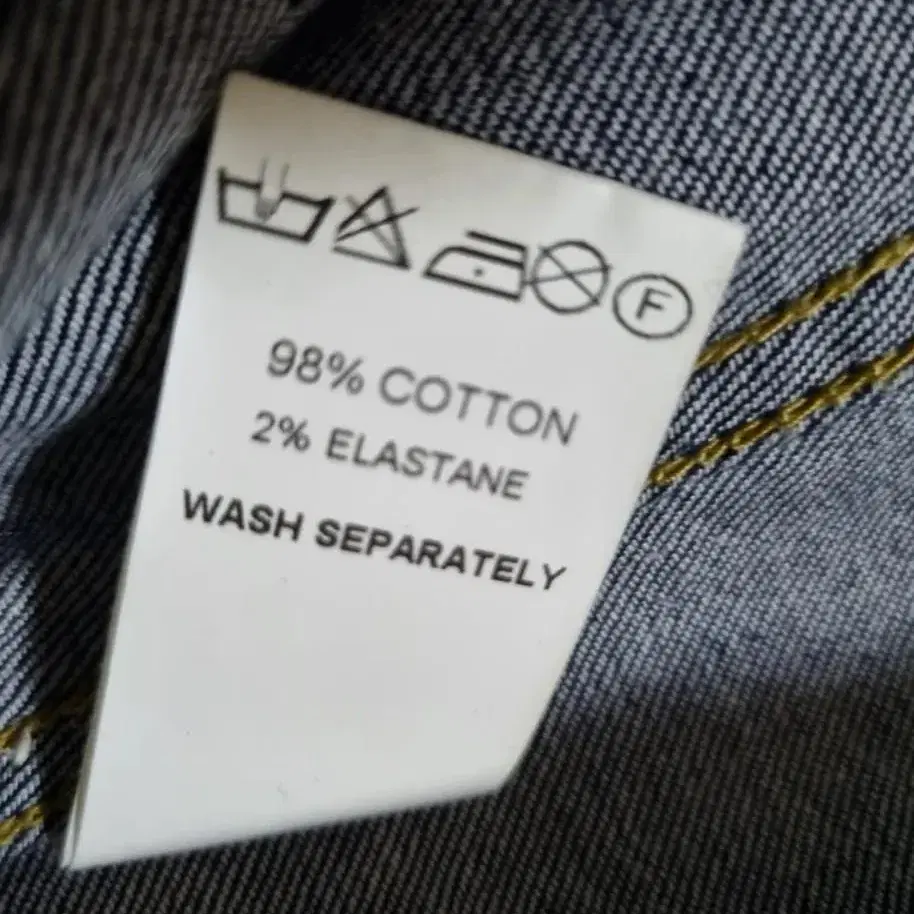 F
98% COTTON
2% ELASTANE
WASH SEPARATELY